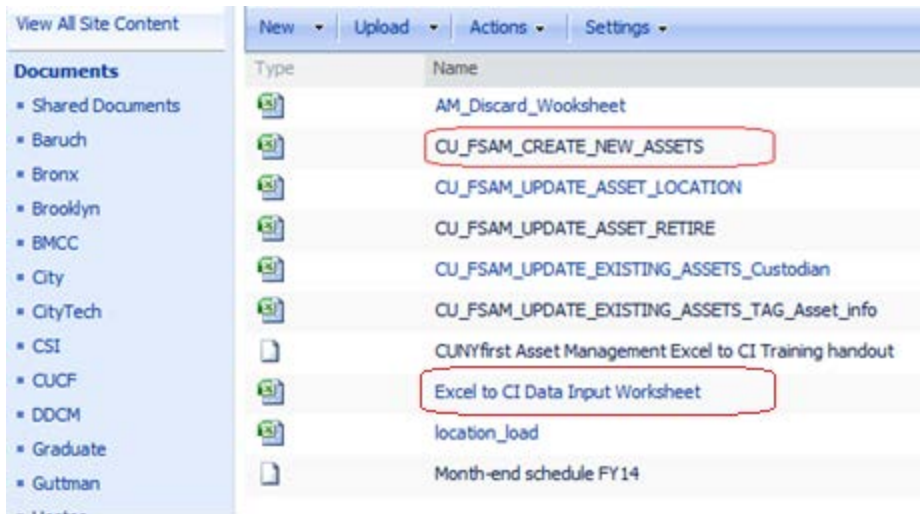 View All Site Content
New Upload Actions Settings
Documents
Shared Documents
Baruch
Bronx
Brooklyn
BMCC
City
CityTech
CSI
CUCF
DDCM
Graduate
Guttman
Type Name
AM_Discard_Wooksheet
CU_FSAM_CREATE_NEW_ASSETS
CU_FSAM_UPDATE_ASSET_LOCATION
CU_FSAM_UPDATE_ASSET_RETIRE
CU_FSAM_UPDATE_EXISTING_ASSETS_Custodian
CU_FSAM_UPDATE_EXISTING_ASSETS_TAG_Asset_info
CUNYfirst Asset Management Excel to CI Training handout
Excel to CI Data Input Worksheet
location_load
Month-end schedule FY14